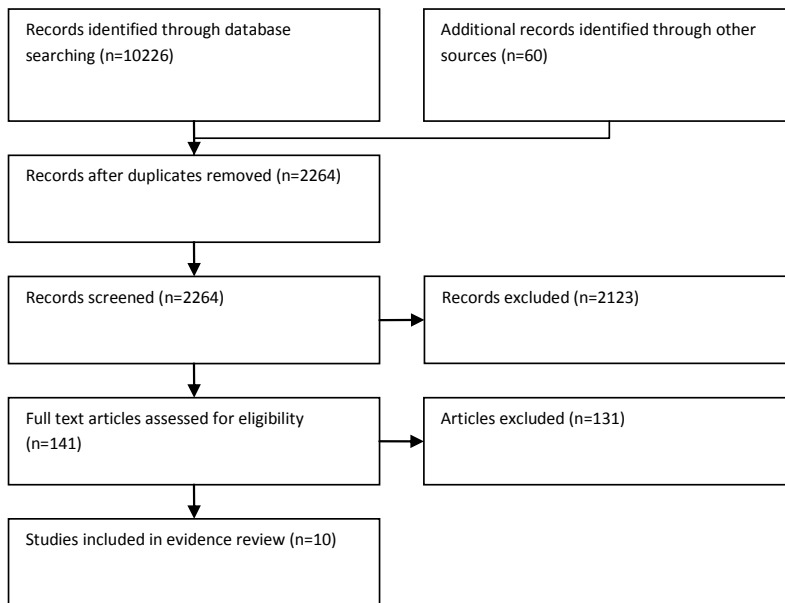 Records identified through database
searching (n=10226)
Additional records identified through other
sources (n=60)
Records after duplicates removed (n=2264)
Records screened (n=2264)
Records excluded (n=2123)
Full text articles assessed for eligibility
(n=141)
Articles excluded (n=131)
Studies included in evidence review (n=10)